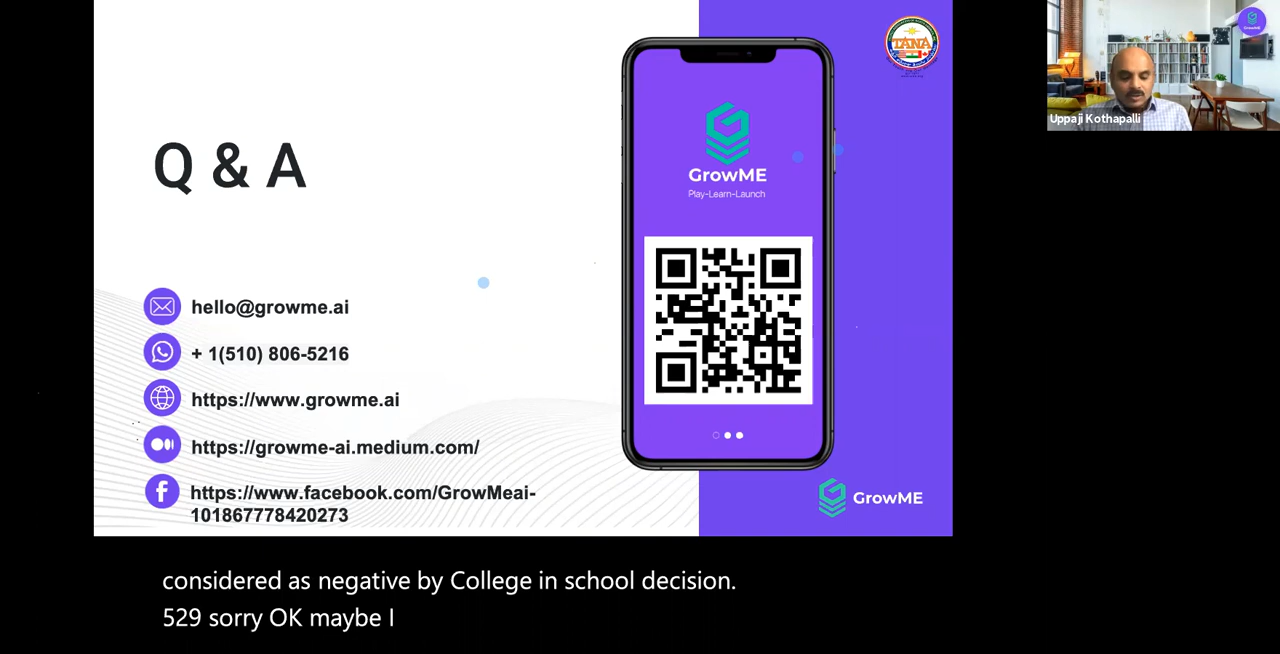 Q & A
hello@growme.ai
+ 1(510) 806-5216
https://www.growme.ai
https://growme-ai.medium.com/
https://www.facebook.com/GrowMeai-
101867778420273
GrowME
Play-Learn-Launch
TANA
GrowME
Uppaji Kothapalli
considered as negative by College in school decision.
529 sorry OK maybe I